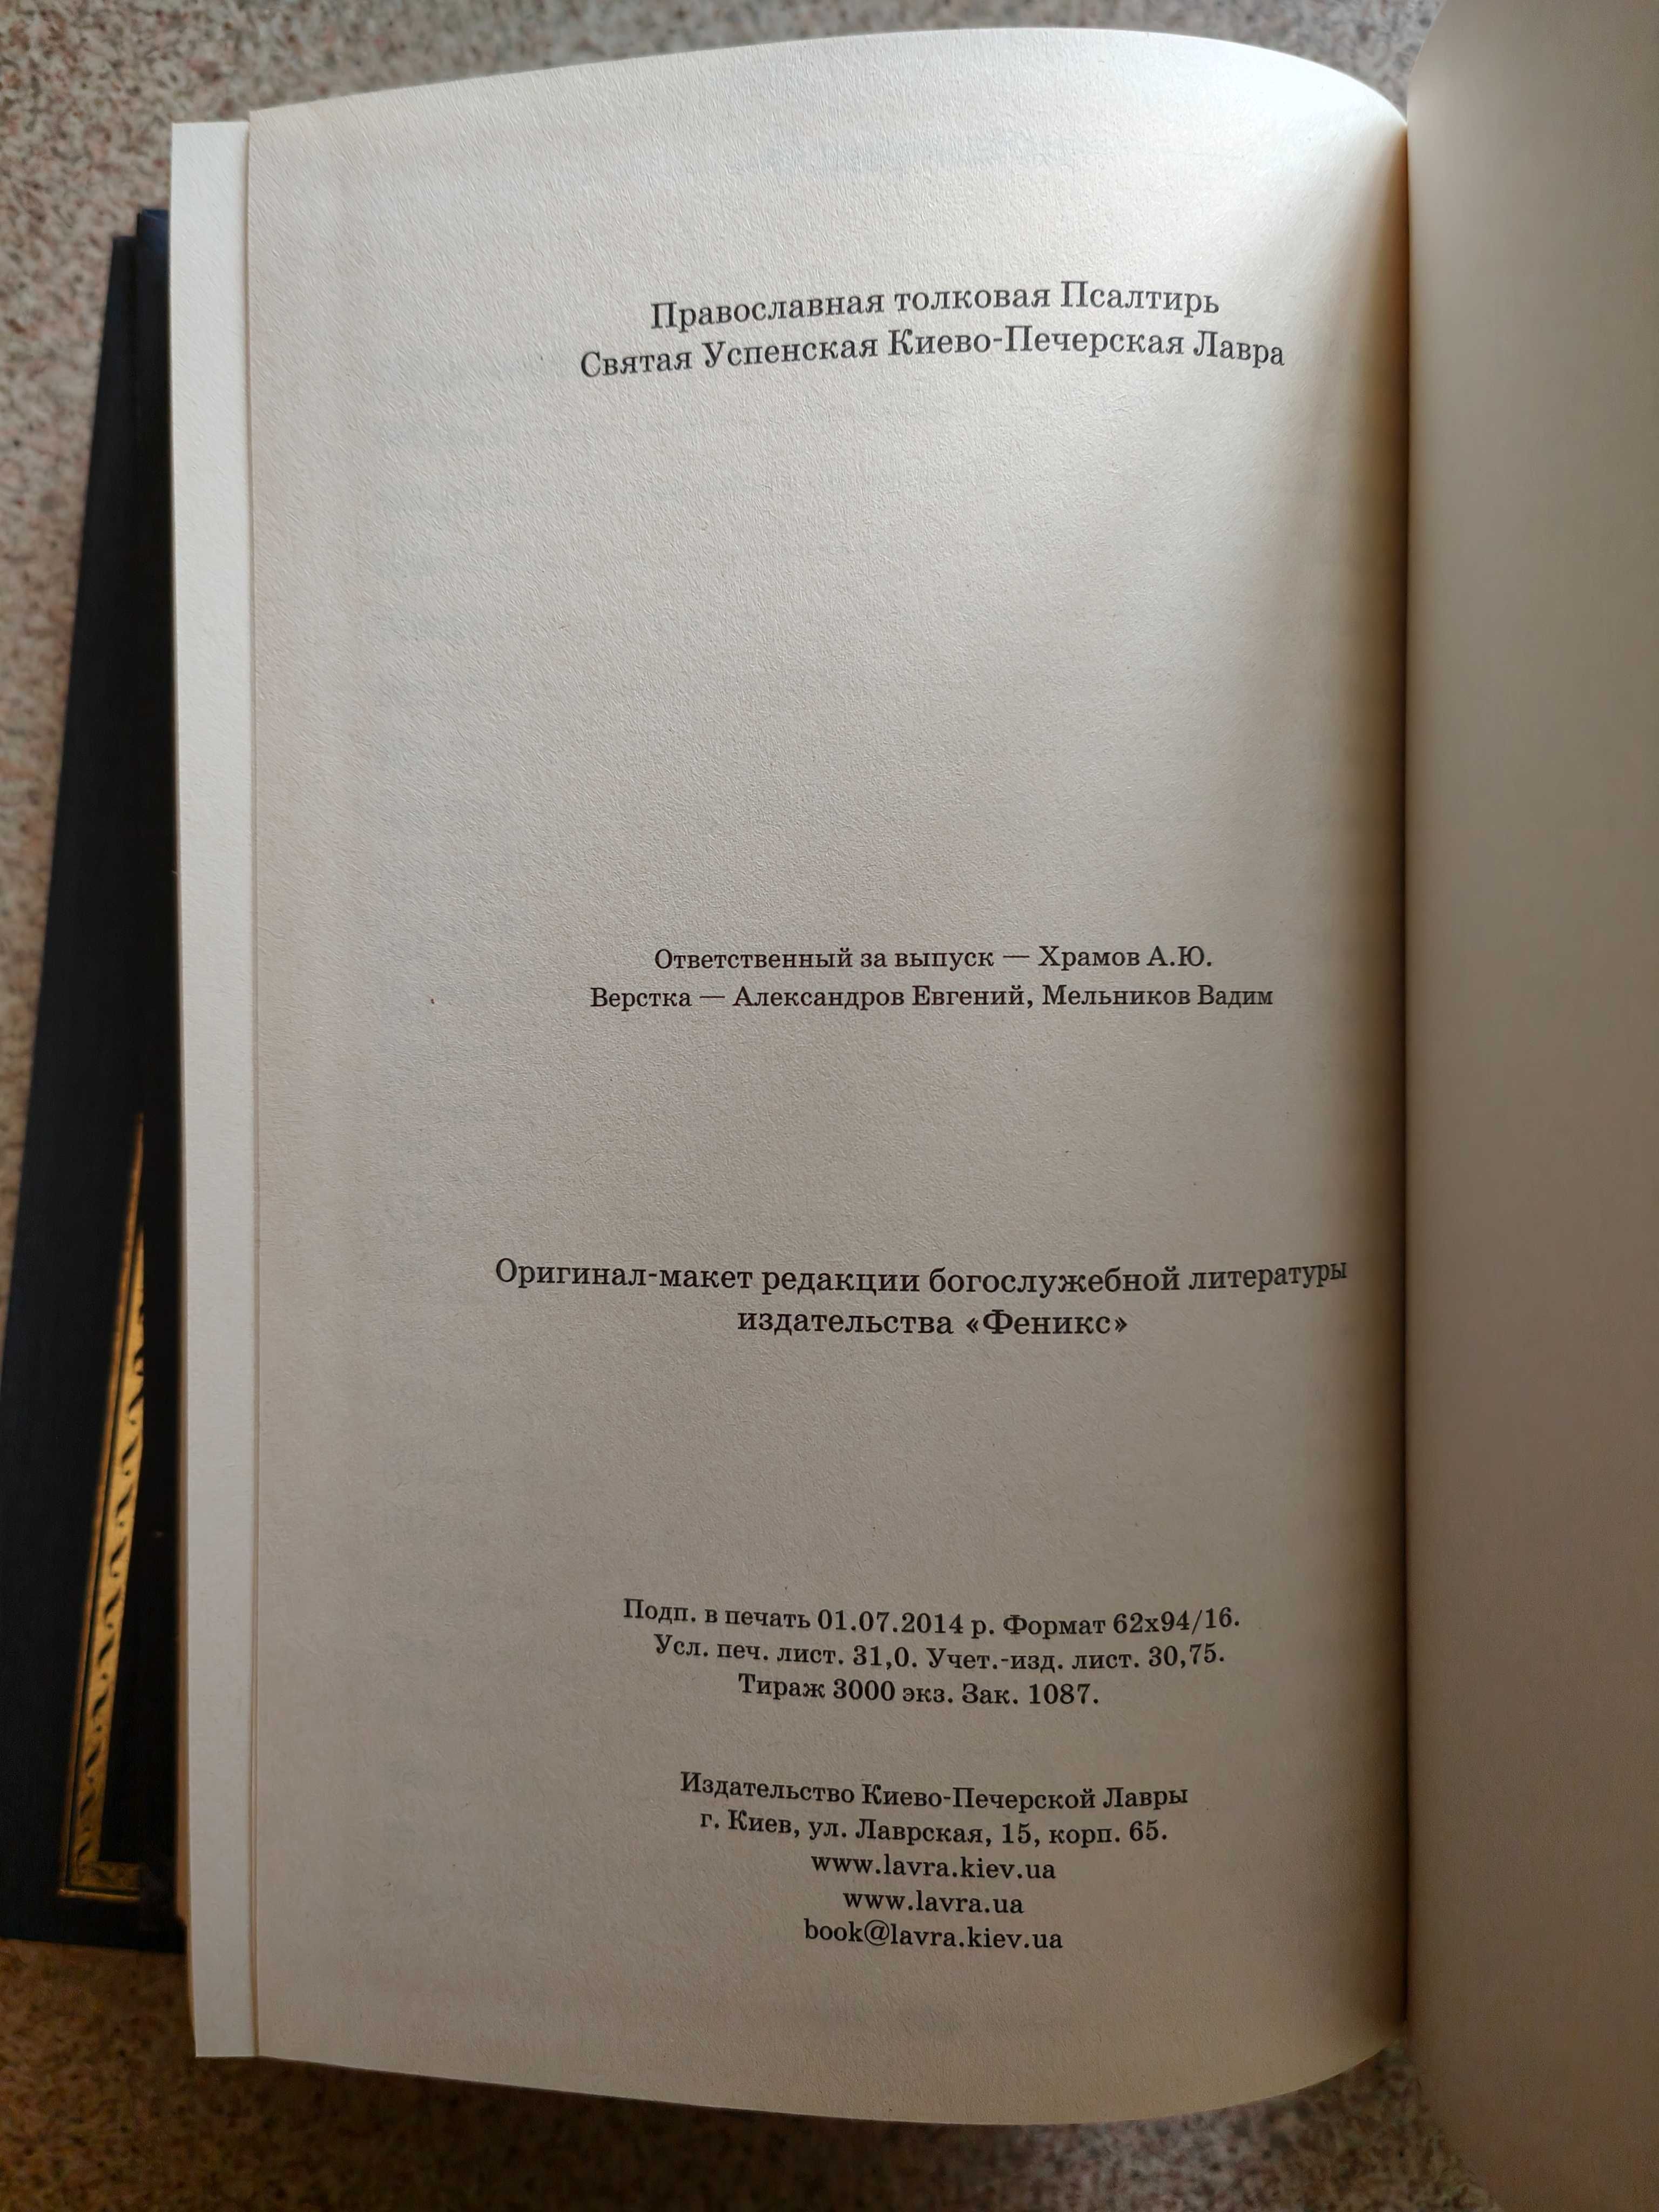 Православная толковая Псалтирь
Святая Успенская Киево-Печерская Лавра
Ответственный за выпуск — Храмов А.Ю.
Верстка — Александров Евгений, Мельников Вадим
Оригинал-макет редакции богослужебной литературы
издательства «Феникс»
Подп. в печать 01.07.2014 р. Формат 62х94/16.
Усл. печ. лист. 31,0. Учет.-изд. лист. 30,75.
Тираж 3000 экз. Зак. 1087.
Издательство Киево-Печерской Лавры
г. Киев, ул. Лаврская, 15, корп. 65.
www.lavra.kiev.ua
www.lavra.ua
book@lavra.kiev.ua